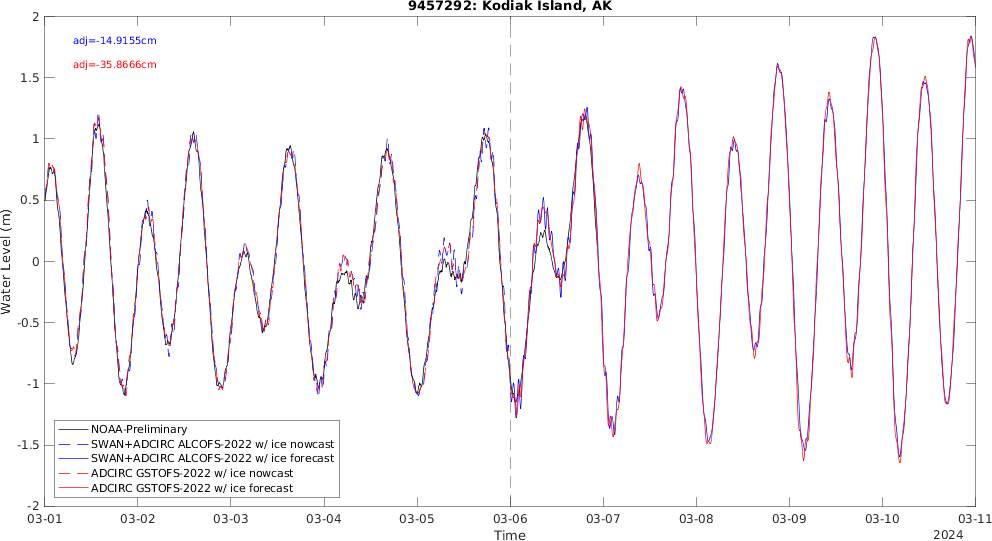 9457292: Kodiak Island, AK
2
adj=-14.9155cm
adj=-35.8666cm
1.5
1
0.5
0
-0.5
-1
-1.5
-2
Water Level (m)
NOAA-Preliminary
SWAN+ADCIRC ALCOFS-2022 w/ ice nowcast
SWAN+ADCIRC ALCOFS-2022 w/ ice forecast
ADCIRC GSTOFS-2022 w/ ice nowcast
ADCIRC GSTOFS-2022 w/ ice forecast
03-01 03-02 03-03 03-04 03-05 03-06 03-07 03-08 03-09 03-10 03-11
Time
2024